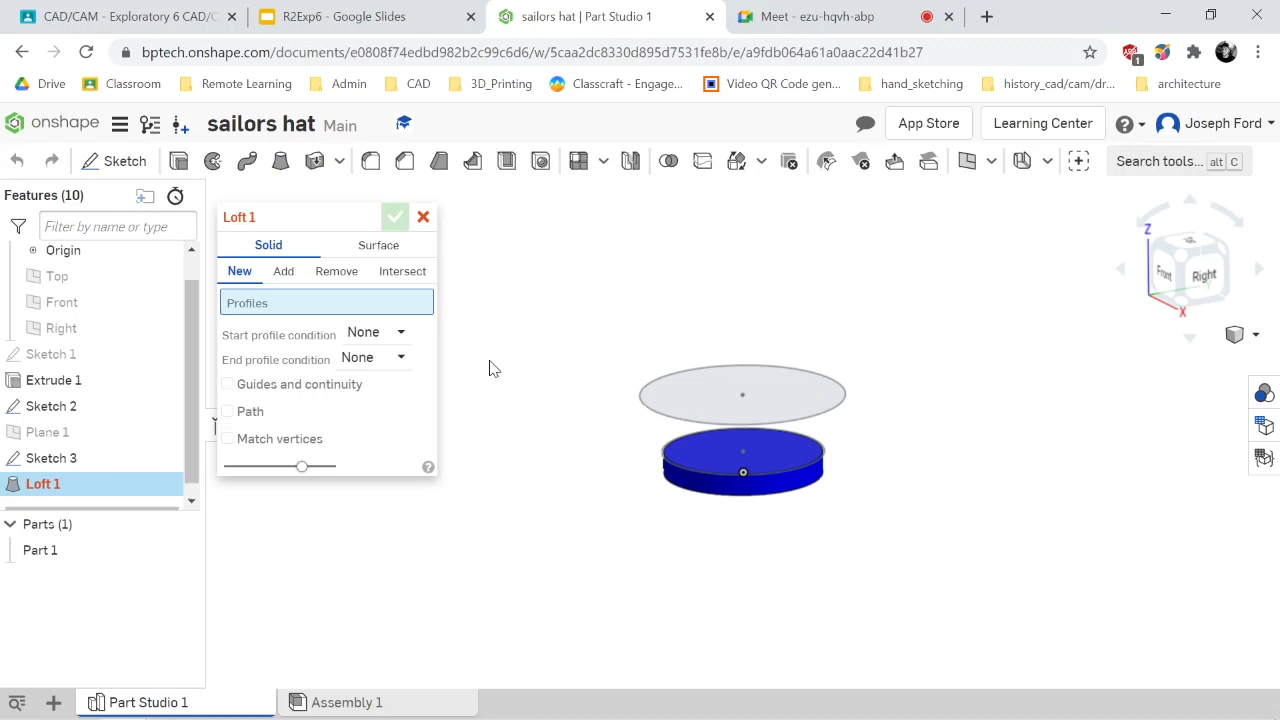 CAD/CAM - Exploratory 6 CAD/C
R2Exp6 - Google Slides
sailors hat | Part Studio 1
Meet - ezu-hqvh-abp
bptech.onshape.com/documents/e0808f74edbd982b2c99c6d6/w/5caa2dc8330d895d7531fe8b/e/a9fdb064a61a0aac22d41b27
1
Drive
Classroom
Remote Learning
Admin
CAD
3D_Printing
Classcraft - Engage...
Video QR Code gen...
hand_sketching
history_cad/cam/dr...
architecture
onshape
sailors hat Main
App Store
Learning Center
Joseph Ford
Sketch
Search tools... alt C
Features (10)
Filter by name or type
Origin
Top
Front
Right
Sketch 1
Extrude 1
Sketch 2
Plane 1
Sketch 3
Loft 1
Parts (1)
Part 1
Loft 1
Solid Surface
New Add Remove Intersect
Profiles
Start profile condition None
End profile condition None
Guides and continuity
Path
Match vertices
Z
Front Right
X
Part Studio 1
Assembly 1